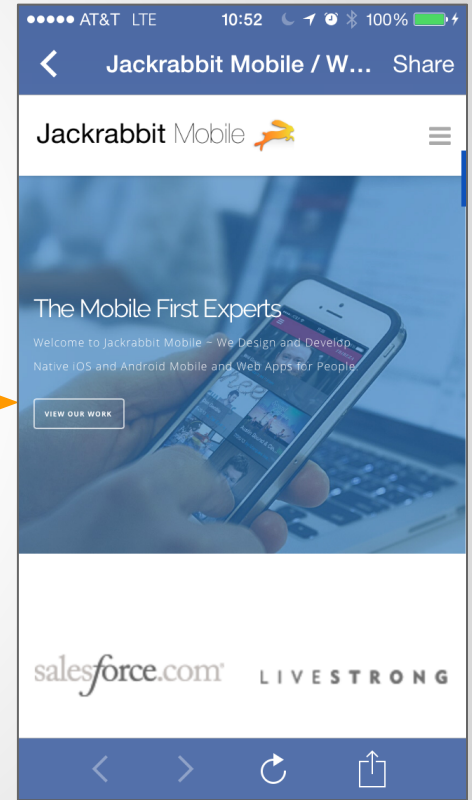 AT&T LTE 10:52 100%
Jackrabbit Mobile / W... Share
Jackrabbit Mobile
The Mobile First Experts
Welcome to Jackrabbit Mobile – We Design and Develop
Native iOS and Android Mobile and Web Apps for People
VIEW OUR WORK
salesforce.com LIVESTRONG